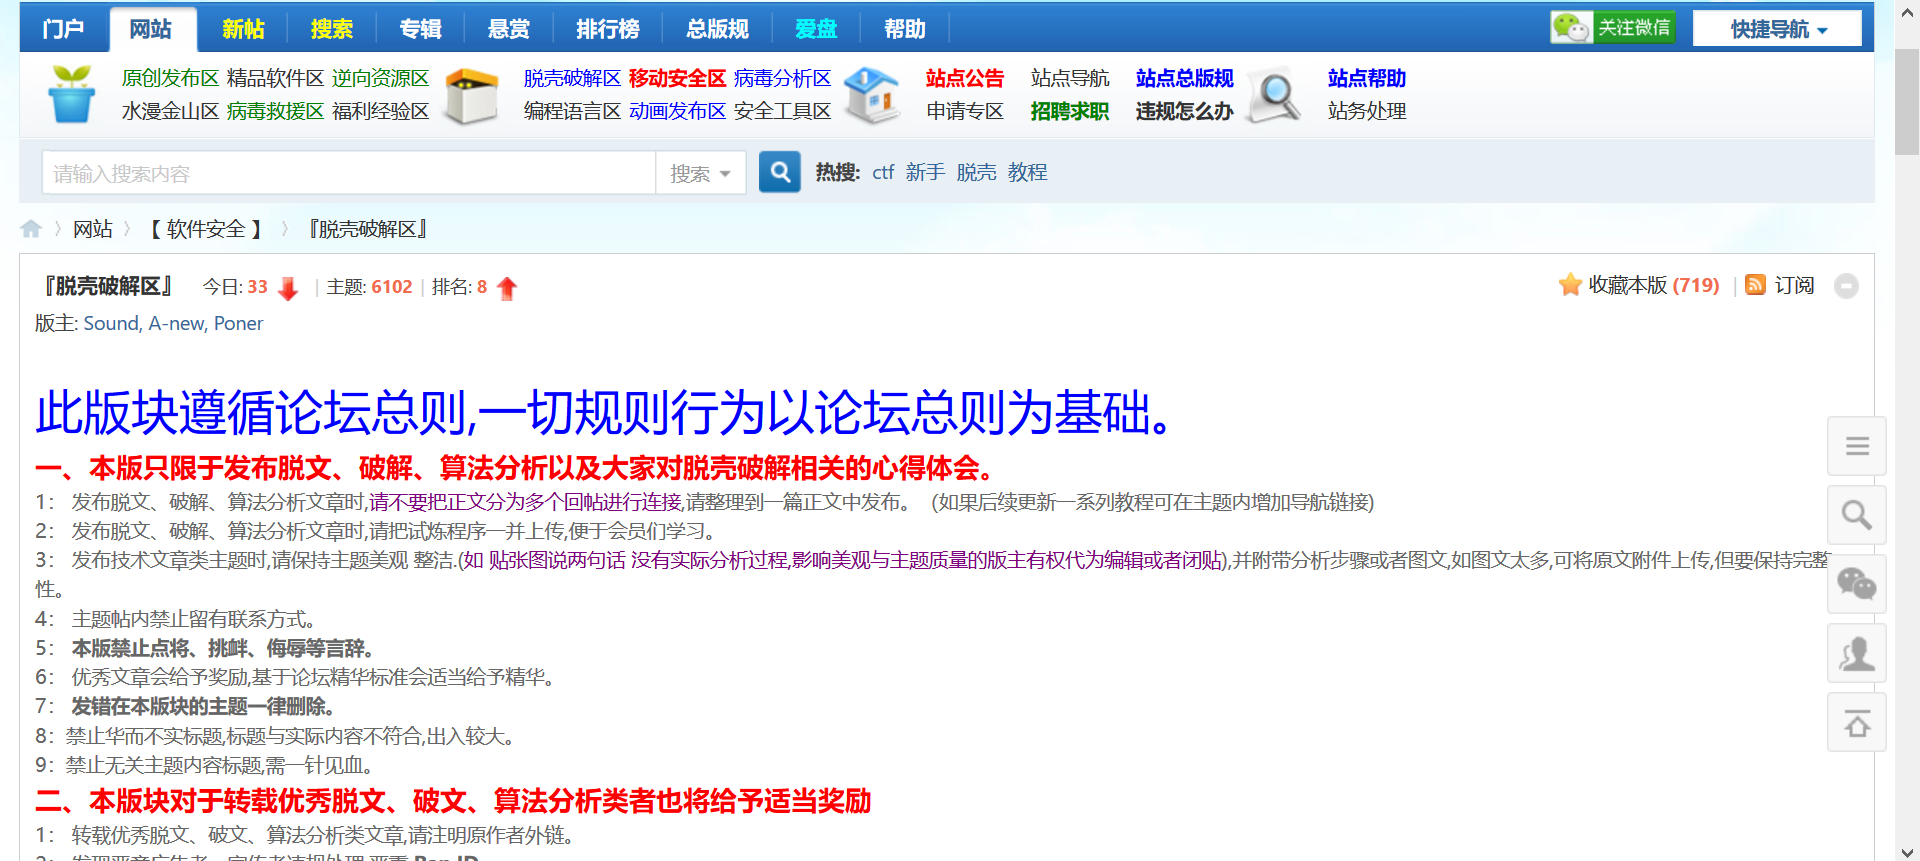 门户 网站 新帖 搜索 专辑 悬赏 排行榜 总版规 爱盘 帮助 关注微信 快捷导航
原创发布区 精品软件区 逆向资源区 脱壳破解区 移动安全区 病毒分析区 站点公告 站点导航 站点总版规 站点帮助
水漫金山区 病毒救援区 福利经验区 编程语言区 动画发布区 安全工具区 申请专区 招聘求职 违规怎么办 站务处理
请输入搜索内容 搜索 热搜: ctf 新手 脱壳 教程
网站 【 软件安全 】 『脱壳破解区』
『脱壳破解区』 今日: 33 | 主题: 6102 | 排名: 8 收藏本版 (719) | 订阅
版主: Sound, A-new, Poner
此版块遵循论坛总则,一切规则行为以论坛总则为基础。
一、本版只限于发布脱文、破解、算法分析以及大家对脱壳破解相关的心得体会。
1： 发布脱文、破解、算法分析文章时,请不要把正文分为多个回帖进行连接,请整理到一篇正文中发布。 (如果后续更新一系列教程可在主题内增加导航链接)
2： 发布脱文、破解、算法分析文章时,请把试炼程序一并上传,便于会员们学习。
3： 发布技术文章类主题时,请保持主题美观 整洁.(如 贴张图说两句话 没有实际分析过程,影响美观与主题质量的版主有权代为编辑或者闭贴),并附带分析步骤或者图文,如图文太多,可将原文附件上传,但要保持完整
性。
4： 主题帖内禁止留有联系方式。
5： 本版禁止点将、挑衅、侮辱等言辞。
6： 优秀文章会给予奖励,基于论坛精华标准会适当给予精华。
7： 发错在本版块的主题一律删除。
8：禁止华而不实标题,标题与实际内容不符合,出入较大。
9：禁止无关主题内容标题,需一针见血。
二、本版块对于转载优秀脱文、破文、算法分析类者也将给予适当奖励
1： 转载优秀脱文、破文、算法分析类文章,请注明原作者外链。